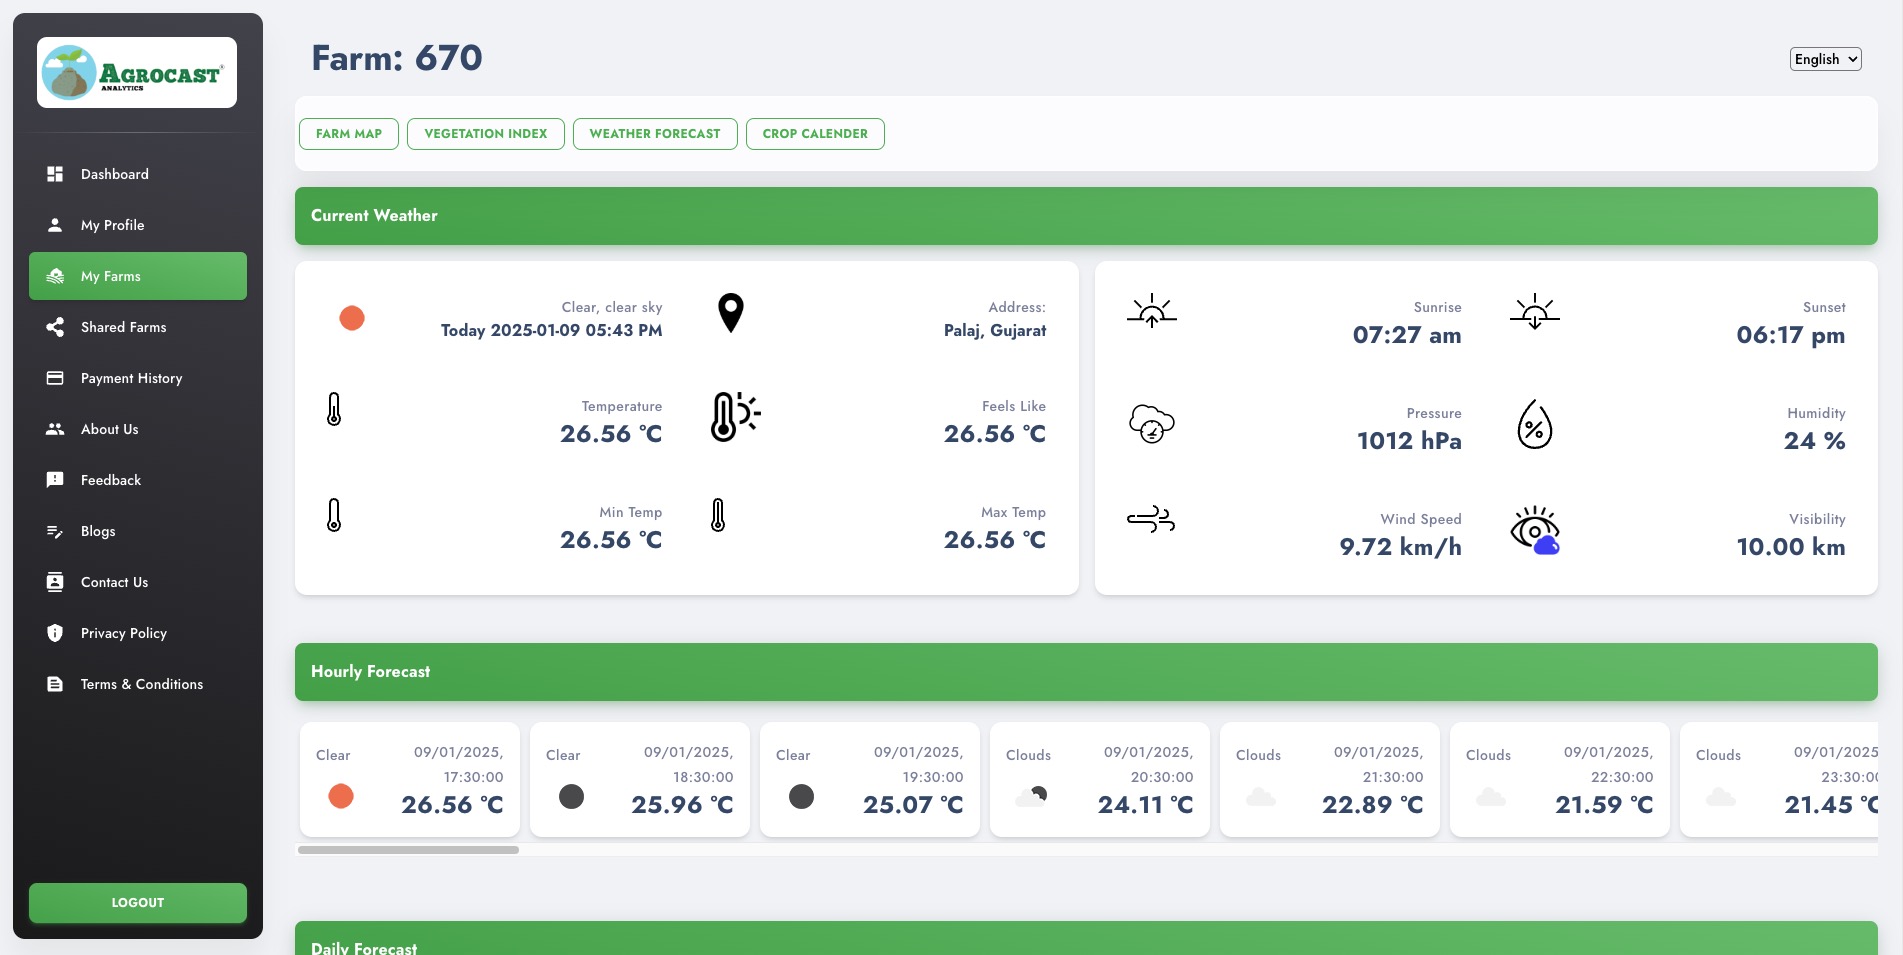 AGROCAST
ANALYTICS
Dashboard
My Profile
My Farms
Shared Farms
Payment History
About Us
Feedback
Blogs
Contact Us
Privacy Policy
Terms & Conditions
LOGOUT
Farm: 670
English
FARM MAP
VEGETATION INDEX
WEATHER FORECAST
CROP CALENDER
Current Weather
Clear, clear sky
Today 2025-01-09 05:43 PM
Address:
Palaj, Gujarat
Temperature
26.56 °C
Feels Like
26.56 °C
Min Temp
26.56 °C
Max Temp
26.56 °C
Sunrise
07:27 am
Sunset
06:17 pm
Pressure
1012 hPa
Humidity
24 %
Wind Speed
9.72 km/h
Visibility
10.00 km
Hourly Forecast
Clear
09/01/2025,
17:30:00
26.56 °C
Clear
09/01/2025,
18:30:00
25.96 °C
Clear
09/01/2025,
19:30:00
25.07 °C
Clouds
09/01/2025,
20:30:00
24.11 °C
Clouds
09/01/2025,
21:30:00
22.89 °C
Clouds
09/01/2025,
22:30:00
21.59 °C
Clouds
09/01/2025
23:30:00
21.45 °C
Daily Forecast